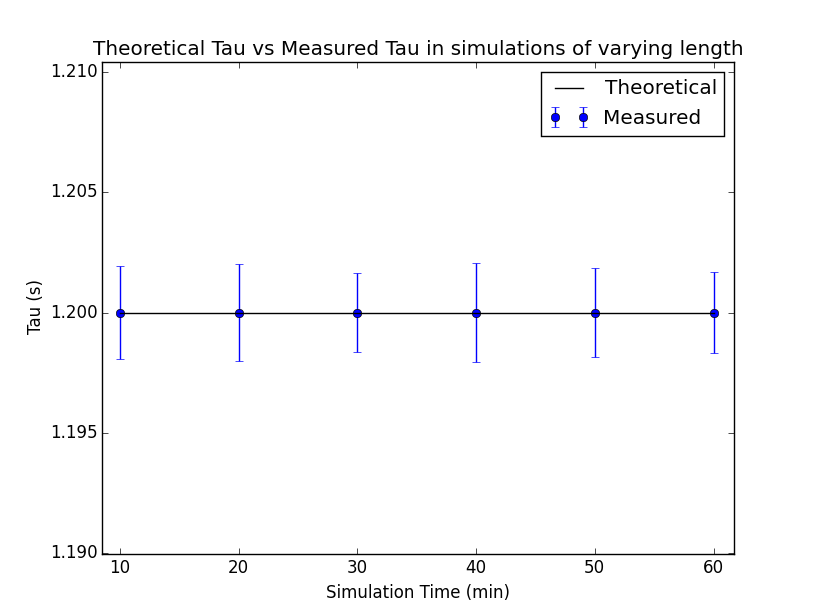 Theoretical Tau vs Measured Tau in simulations of varying length
1.210
1.205
1.200
1.195
1.190
Tau (s)
Theoretical
Measured
10 20 30 40 50 60
Simulation Time (min)